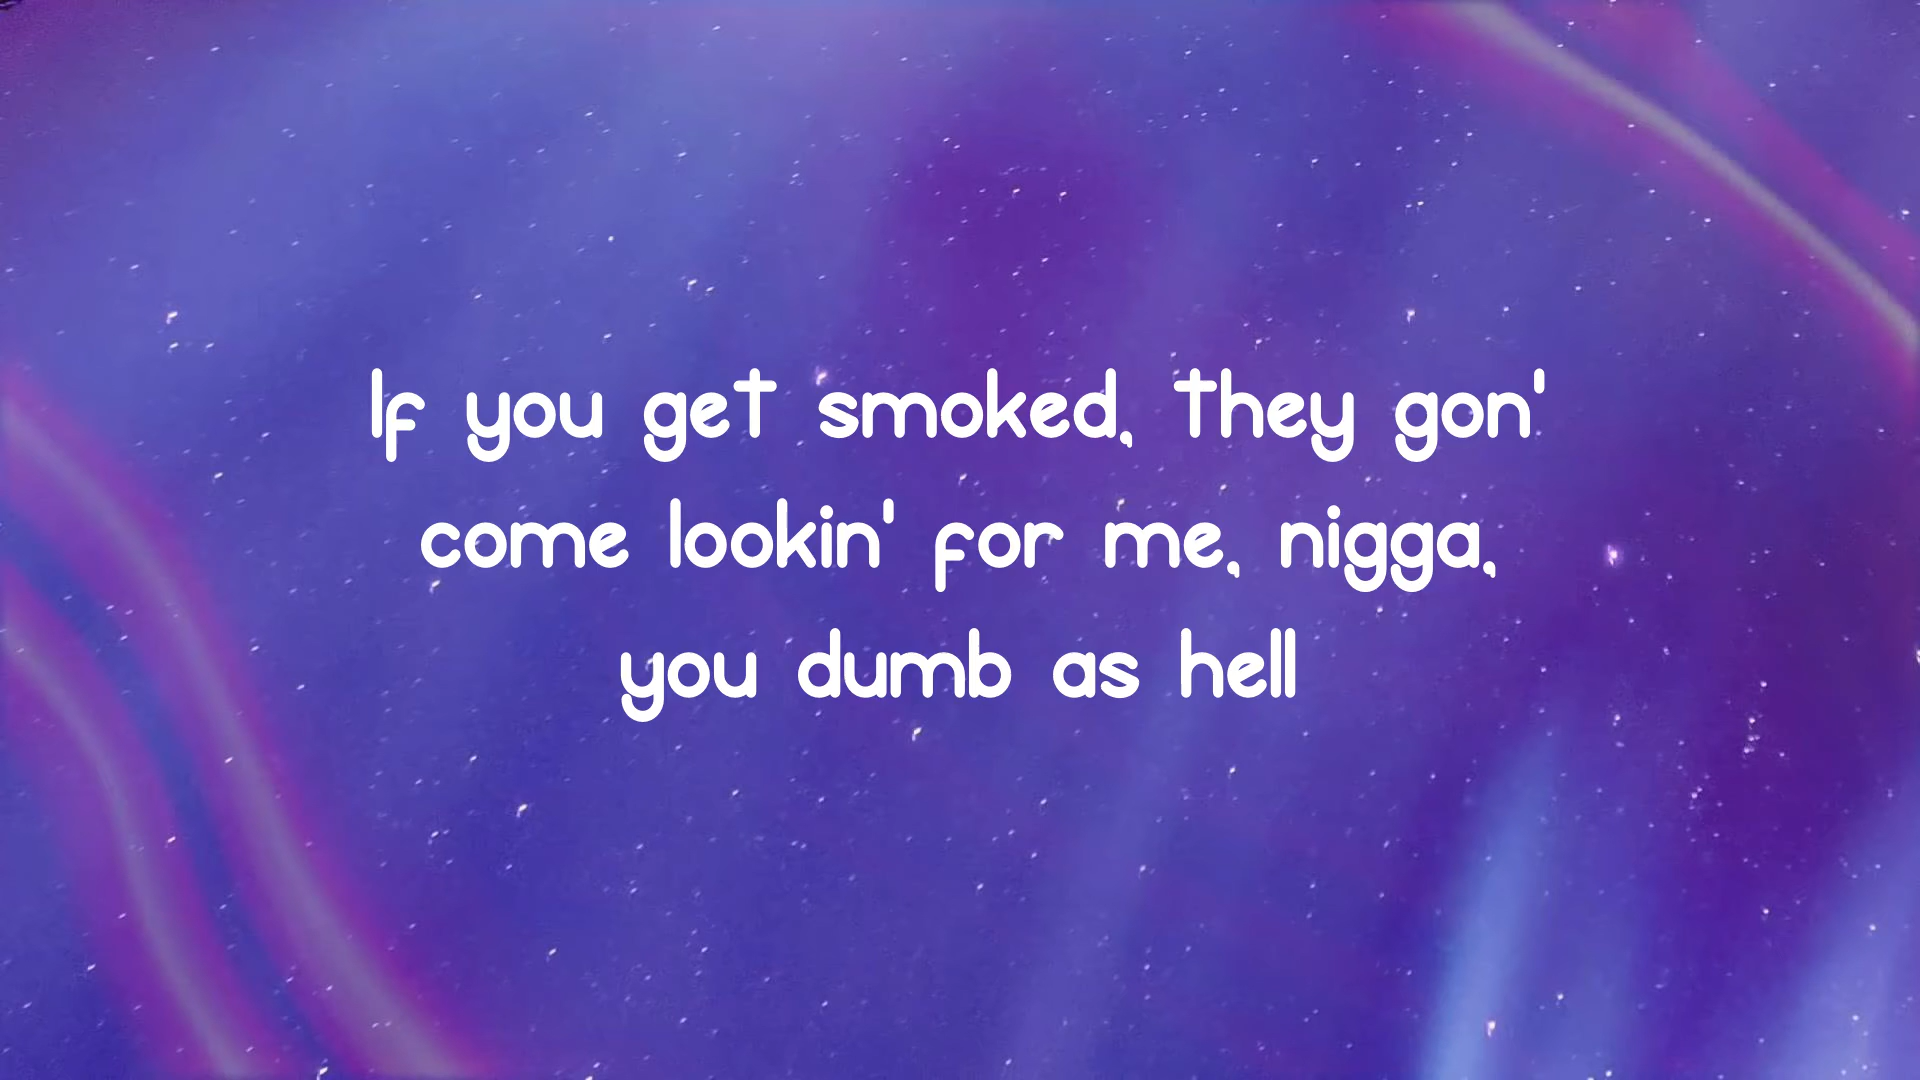 If you get smoked, they gon'
come lookin' for me, nigga,
you dumb as hell